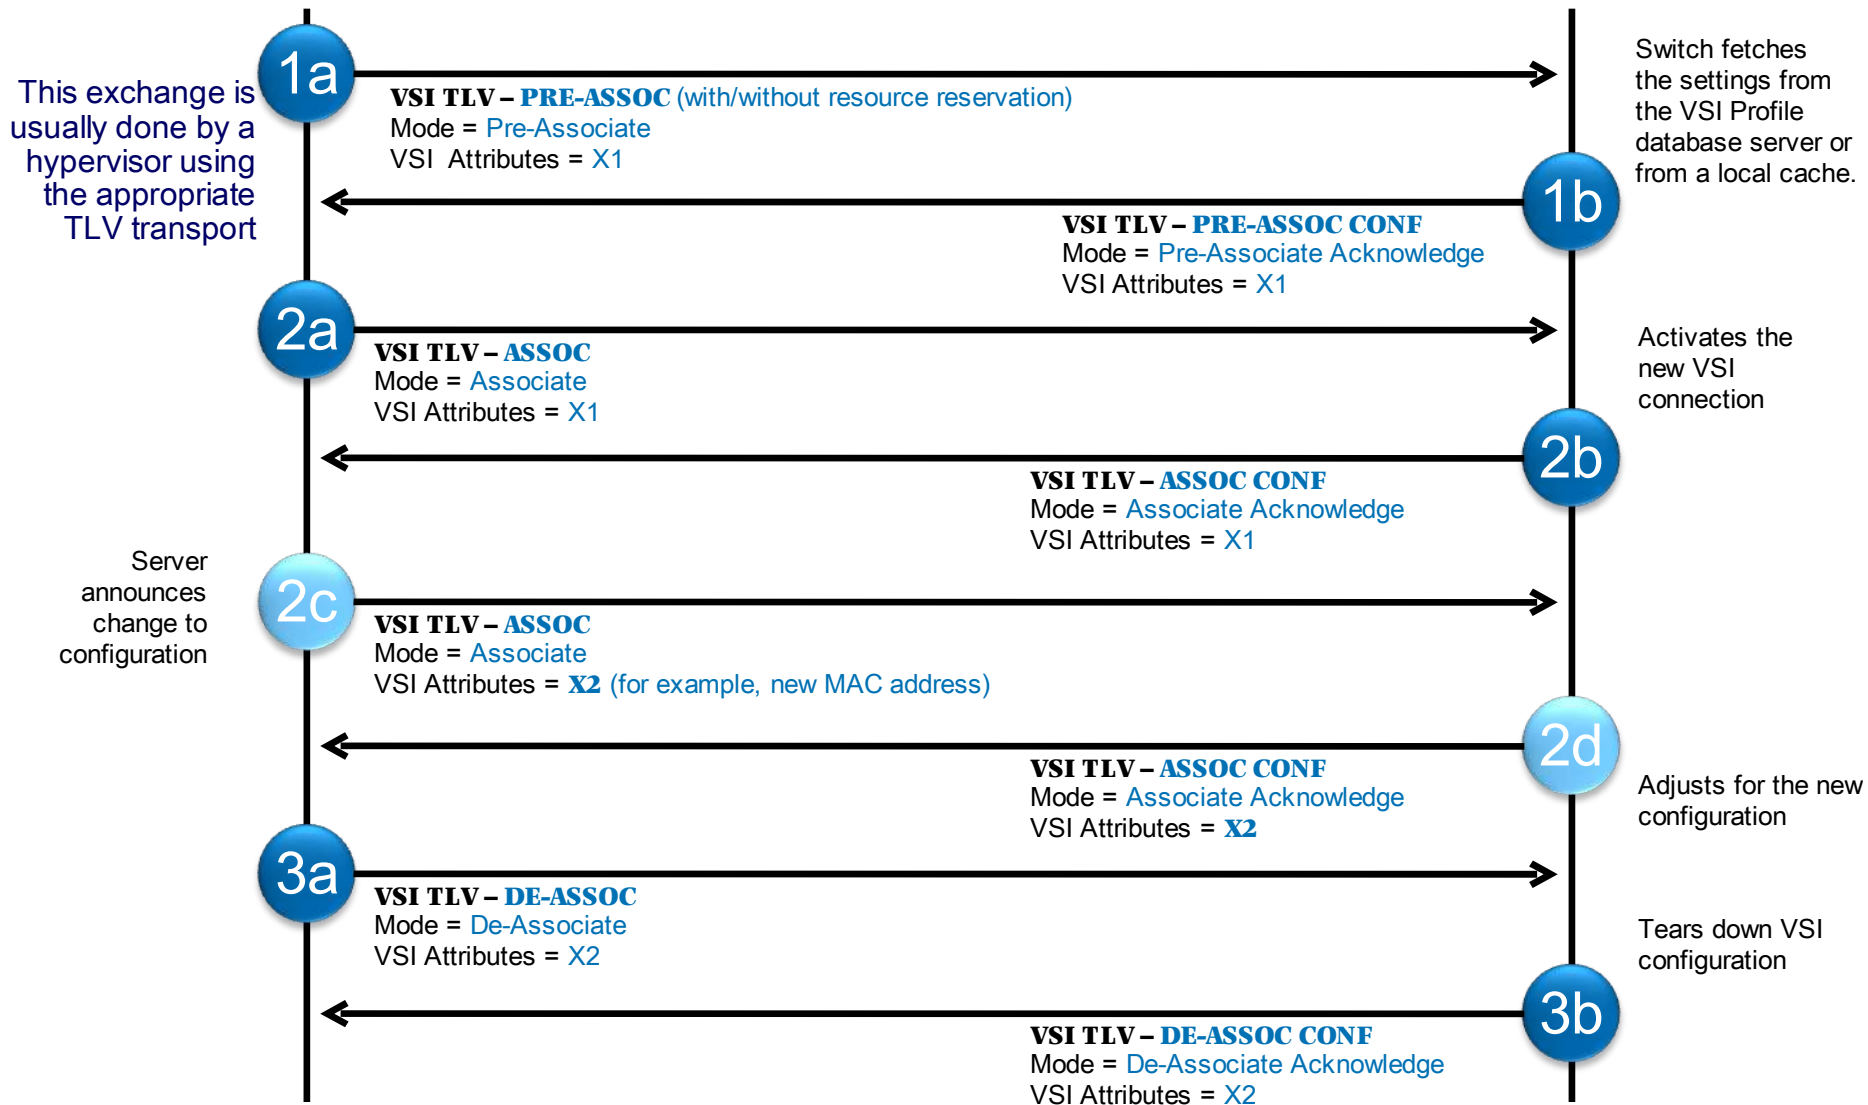 1a
This exchange is
usually done by a
hypervisor using
the appropriate
TLV transport
VSI TLV – PRE-ASSOC (with/without resource reservation)
Mode = Pre-Associate
VSI Attributes = X1
Switch fetches
the settings from
the VSI Profile
database server or
from a local cache.
1b
VSI TLV – PRE-ASSOC CONF
Mode = Pre-Associate Acknowledge
VSI Attributes = X1
2a
VSI TLV – ASSOC
Mode = Associate
VSI Attributes = X1
Activates the
new VSI
connection
2b
VSI TLV – ASSOC CONF
Mode = Associate Acknowledge
VSI Attributes = X1
Server
announces
change to
configuration
2c
VSI TLV – ASSOC
Mode = Associate
VSI Attributes = X2 (for example, new MAC address)
2d
VSI TLV – ASSOC CONF
Mode = Associate Acknowledge
VSI Attributes = X2
Adjusts for the new
configuration
3a
VSI TLV – DE-ASSOC
Mode = De-Associate
VSI Attributes = X2
Tears down VSI
configuration
3b
VSI TLV – DE-ASSOC CONF
Mode = De-Associate Acknowledge
VSI Attributes = X2